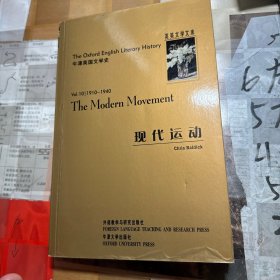 The Oxford English Literary History
牛津英国文学史
英美文学文库
Vol.10|1910-1940
The Modern Movement
现代运动
Chris Baldick
外语教学与研究出版社
FOREIGN LANGUAGE TEACHING AND RESEARCH PRESS
牛津大学出版社
OXFORD UNIVERSITY PRESS